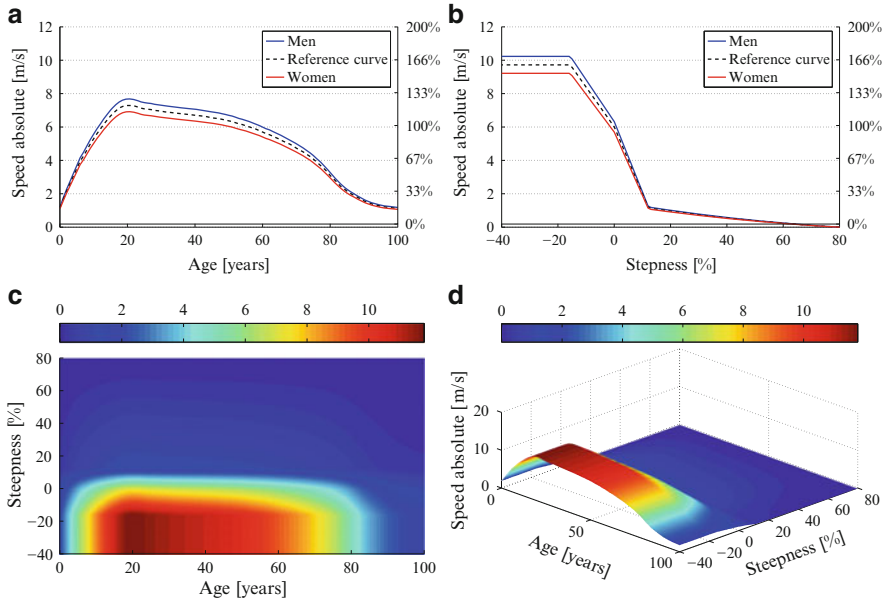 a
12
10
8
6
4
2
0
Speed absolute [m/s]
200%
166%
133%
100%
67%
33%
0%
Men
Reference curve
Women
0 20 40 60 80 100
Age [years]
b
12
10
8
6
4
2
0
Speed absolute [m/s]
200%
166%
133%
100%
67%
33%
0%
Men
Reference curve
Women
−40 −20 0 20 40 60 80
Stepness [%]
c
0 2 4 6 8 10
80
60
40
20
0
−20
−40
Steepness [%]
0 20 40 60 80 100
Age [years]
d
0 2 4 6 8 10
20
10
0
Speed absolute [m/s]
0
50
100
Age [years]
−40
−20
0
20
40
60
80
Steepness [%]